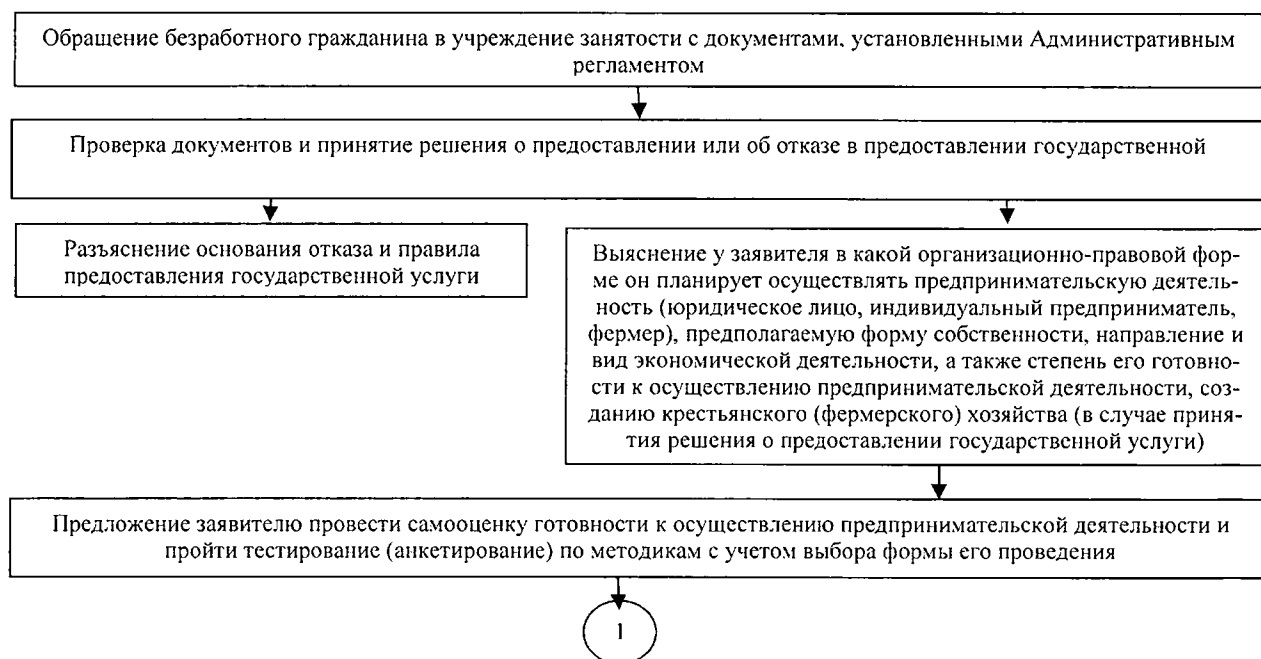 Обращение безработного гражданина в учреждение занятости с документами, установленными Административным
регламентом
Проверка документов и принятие решения о предоставлении или об отказе в предоставлении государственной
Разъяснение основания отказа и правила
предоставления государственной услуги
Выяснение у заявителя в какой организационно-правовой фор-
ме он планирует осуществлять предпринимательскую деятель-
ность (юридическое лицо, индивидуальный предприниматель,
фермер), предполагаемую форму собственности, направление и
вид экономической деятельности, а также степень его готовно-
сти к осуществлению предпринимательской деятельности, соз-
данию крестьянского (фермерского) хозяйства (в случае приня-
тия решения о предоставлении государственной услуги)
Предложение заявителю провести самооценку готовности к осуществлению предпринимательской деятельности и
пройти тестирование (анкетирование) по методикам с учетом выбора формы его проведения
1